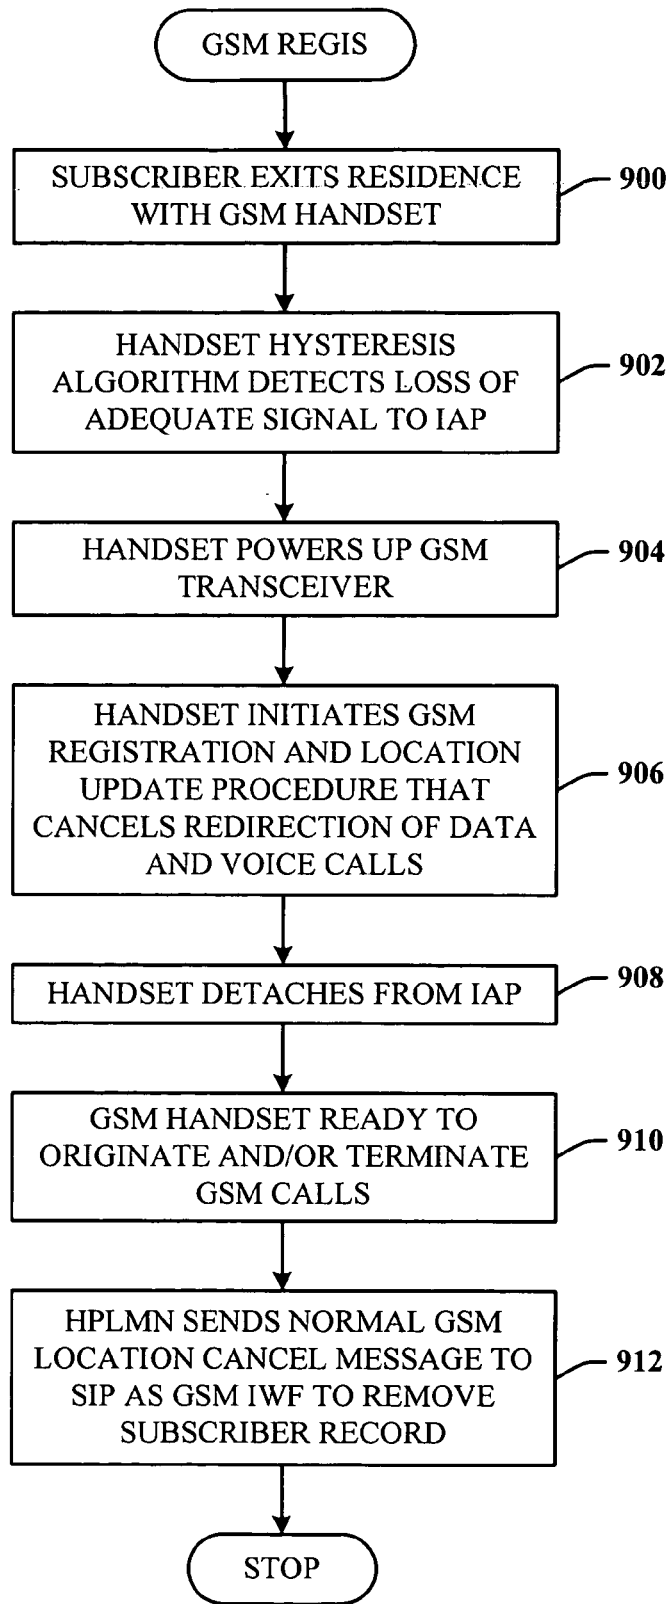 GSM REGIS
SUBSCRIBER EXITS RESIDENCE
WITH GSM HANDSET
900
HANDSET HYSTERESIS
ALGORITHM DETECTS LOSS OF
ADEQUATE SIGNAL TO IAP
902
HANDSET POWERS UP GSM
TRANSCEIVER
904
HANDSET INITIATES GSM
REGISTRATION AND LOCATION
UPDATE PROCEDURE THAT
CANCELS REDIRECTION OF DATA
AND VOICE CALLS
906
HANDSET DETACHES FROM IAP
908
GSM HANDSET READY TO
ORIGINATE AND/OR TERMINATE
GSM CALLS
910
HPLMN SENDS NORMAL GSM
LOCATION CANCEL MESSAGE TO
SIP AS GSM IWF TO REMOVE
SUBSCRIBER RECORD
912
STOP